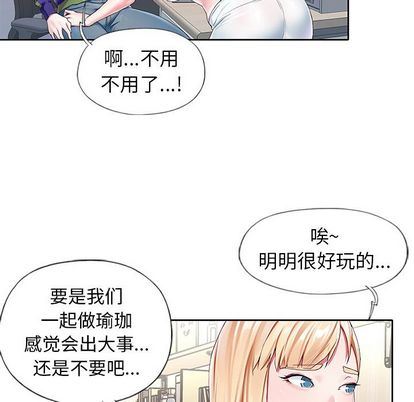 啊...不用
不用了...!
唉~
明明很好玩的...
要是我们
一起做瑜珈
感觉会出大事...
还是不要吧...